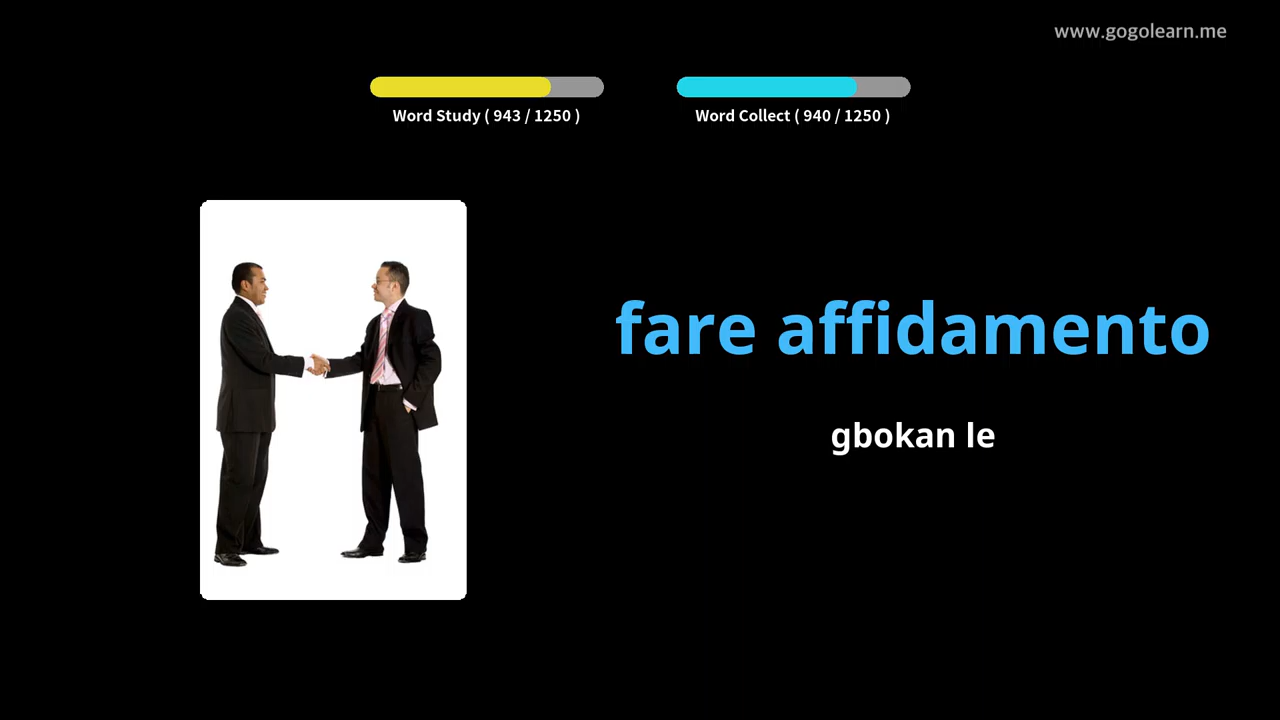 www.gogolearn.me
Word Study ( 943 / 1250 )
Word Collect ( 940 / 1250 )
fare affidamento
gbokan le